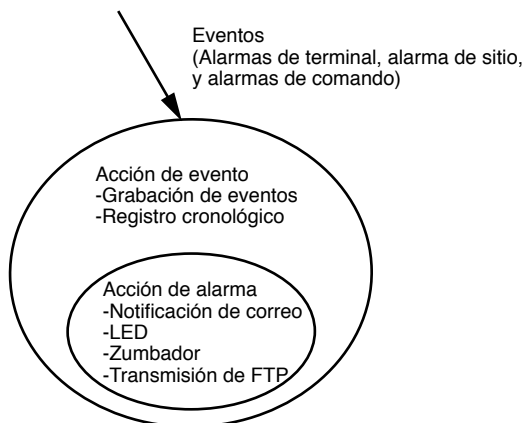 Eventos
(Alarmas de terminal, alarma de sitio,
y alarmas de comando)
Acción de evento
-Grabación de eventos
-Registro cronológico
Acción de alarma
-Notificación de correo
-LED
-Zumbador
-Transmisión de FTP